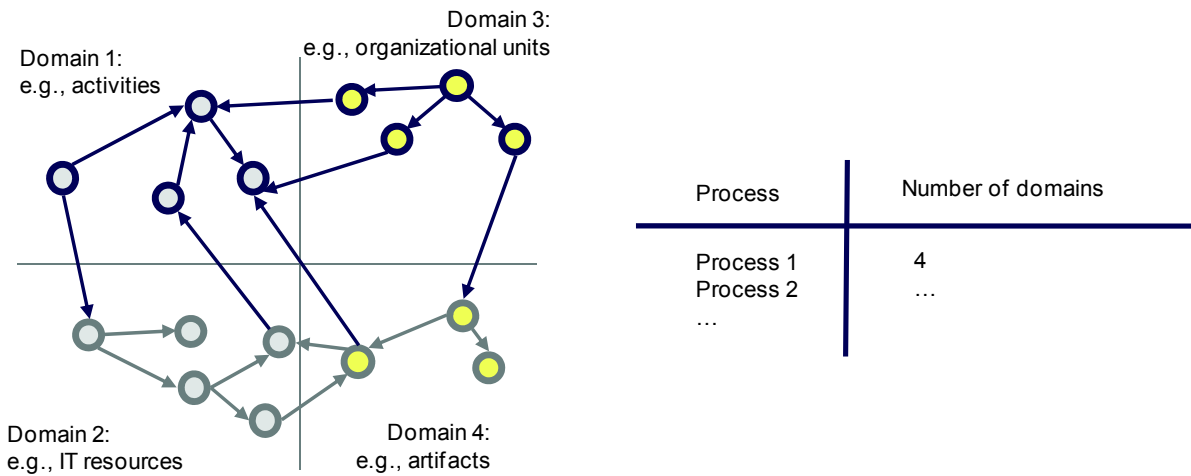 Domain 1:
e.g., activities
Domain 3:
e.g., organizational units
Domain 2:
e.g., IT resources
Domain 4:
e.g., artifacts
Process Number of domains
Process 1 4
Process 2 …
…